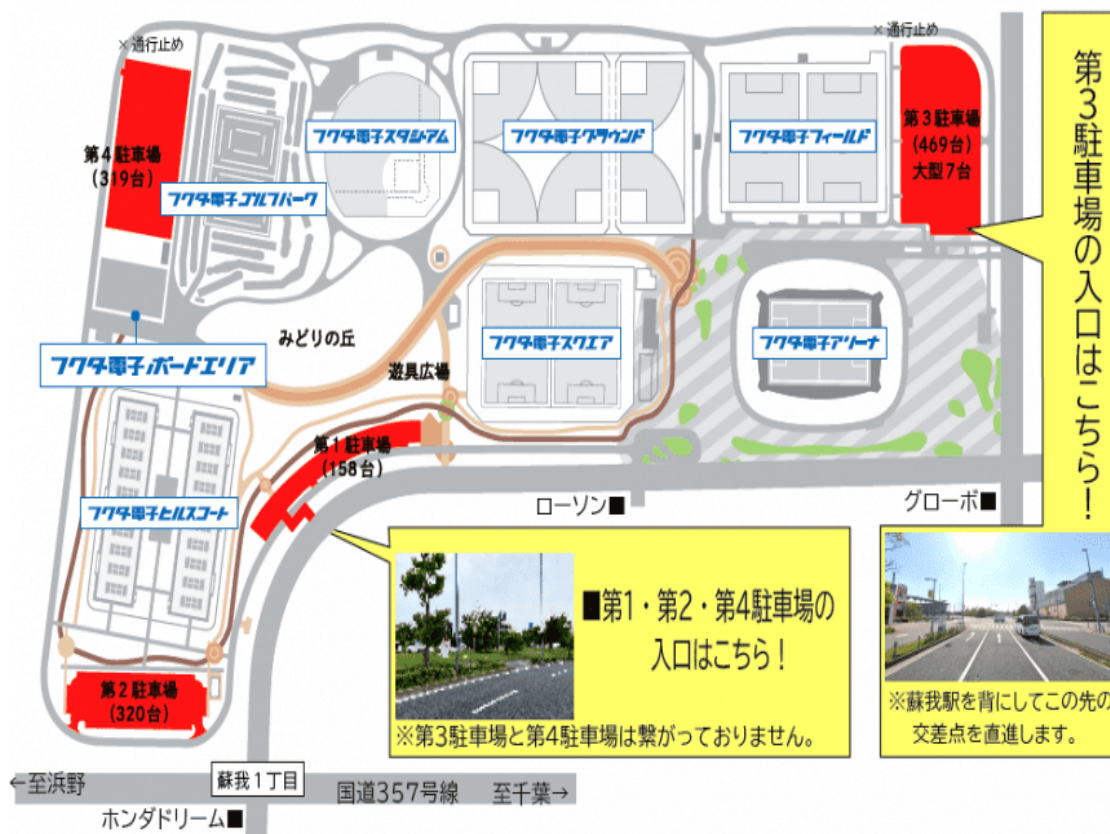 ×通行止め
×通行止め
第4駐車場
(319台)
フクダ電子スタジアム
フクダ電子グラウンド
フクダ電子フィールド
第3駐車場
(469台)
大型7台
フクダ電子ゴルフパーク
第3駐車場の入口はこちら!
みどりの丘
フクダ電子スクエア
フクダ電子アリーナ
フクダ電子ボードエリア
遊具広場
第1駐車場
(158台)
フクダ電子ヒルスコート
ローソン■
グローボ■
■第1・第2・第4駐車場の
入口はこちら!
※第3駐車場と第4駐車場は繋がっておりません。
※蘇我駅を背にしてこの先の
交差点を直進します。
第2駐車場
(320台)
←至浜野
蘇我1丁目
国道357号線
至千葉→
ホンダドリーム■